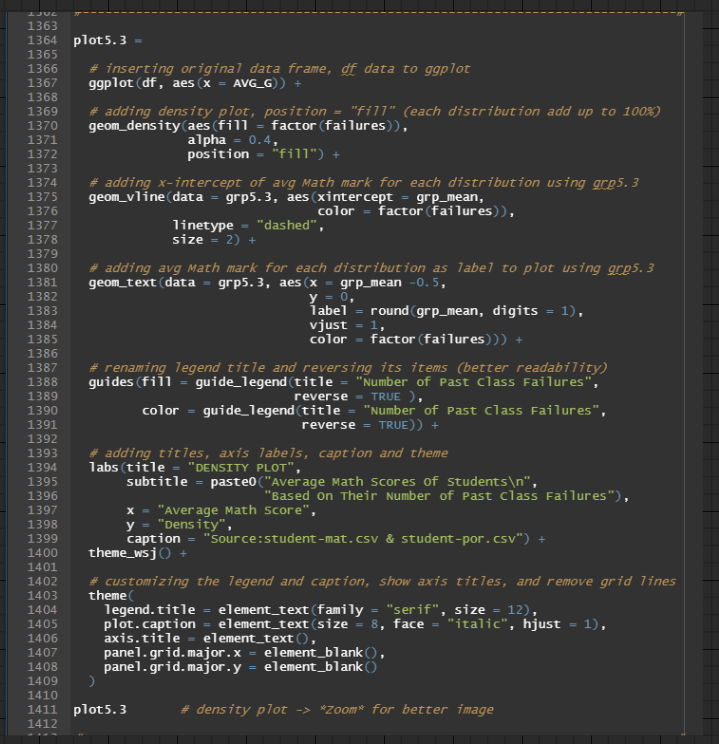 1362 #
1363
1364 plot5.3 =
1365
1366 # inserting original data frame, df data to ggplot
1367 ggplot(df, aes(x = AVG_G)) +
1368
1369 # adding density plot, position = "fill" (each distribution add up to 100%)
1370 geom_density(aes(fill = factor(failures)),
1371 alpha = 0.4,
1372 position = "fill") +
1373
1374 # adding x-intercept of avg Math mark for each distribution using grp5.3
1375 geom_vline(data = grp5.3, aes(xintercept = grp_mean,
1376 color = factor(failures)),
1377 linetype = "dashed",
1378 size = 2) +
1379
1380 # adding avg Math mark for each distribution as label to plot using grp5.3
1381 geom_text(data = grp5.3, aes(x = grp_mean -0.5,
1382 y = 0,
1383 label = round(grp_mean, digits = 1),
1384 vjust = 1,
1385 color = factor(failures))) +
1386
1387 # renaming legend title and reversing its items (better readability)
1388 guides(fill = guide_legend(title = "Number of Past Class Failures",
1389 reverse = TRUE ),
1390 color = guide_legend(title = "Number of Past Class Failures",
1391 reverse = TRUE)) +
1392
1393 # adding titles, axis labels, caption and theme
1394 labs(title = "DENSITY PLOT",
1395 subtitle = paste0("Average Math Scores Of Students\n",
1396 "Based On Their Number of Past Class Failures"),
1397 x = "Average Math Score",
1398 y = "Density",
1399 caption = "Source:student-mat.csv & student-por.csv") +
1400 theme_wsj() +
1401
1402 # customizing the legend and caption, show axis titles, and remove grid lines
1403 theme(
1404 legend.title = element_text(family = "serif", size = 12),
1405 plot.caption = element_text(size = 8, face = "italic", hjust = 1),
1406 axis.title = element_text(),
1407 panel.grid.major.x = element_blank(),
1408 panel.grid.major.y = element_blank()
1409 )
1410
1411 plot5.3 # density plot -> *Zoom* for better image
1412